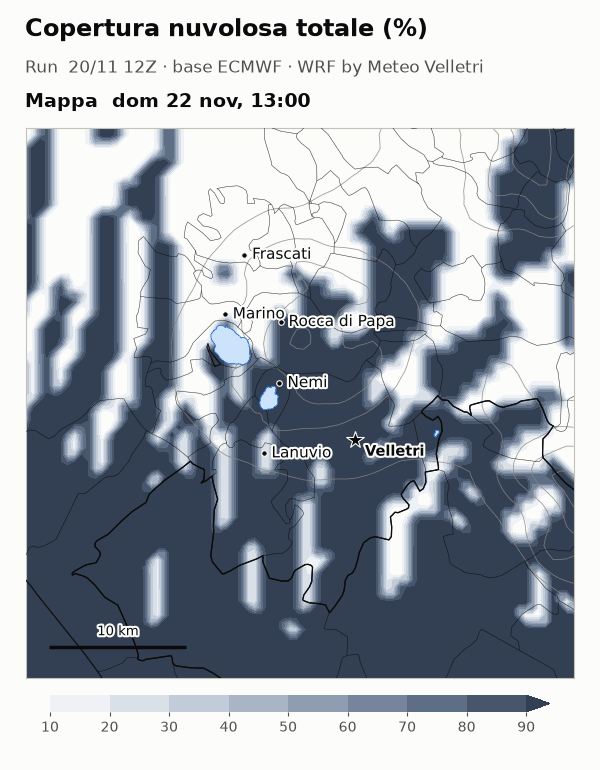 Copertura nuvolosa totale (%)
Run  20/11 12Z · base ECMWF · WRF by Meteo Velletri
Mappa  dom 22 nov, 13:00
Frascati
Marino
Rocca di Papa
Nemi
Velletri
Lanuvio
10 km
10 20 30 40 50 60 70 80 90